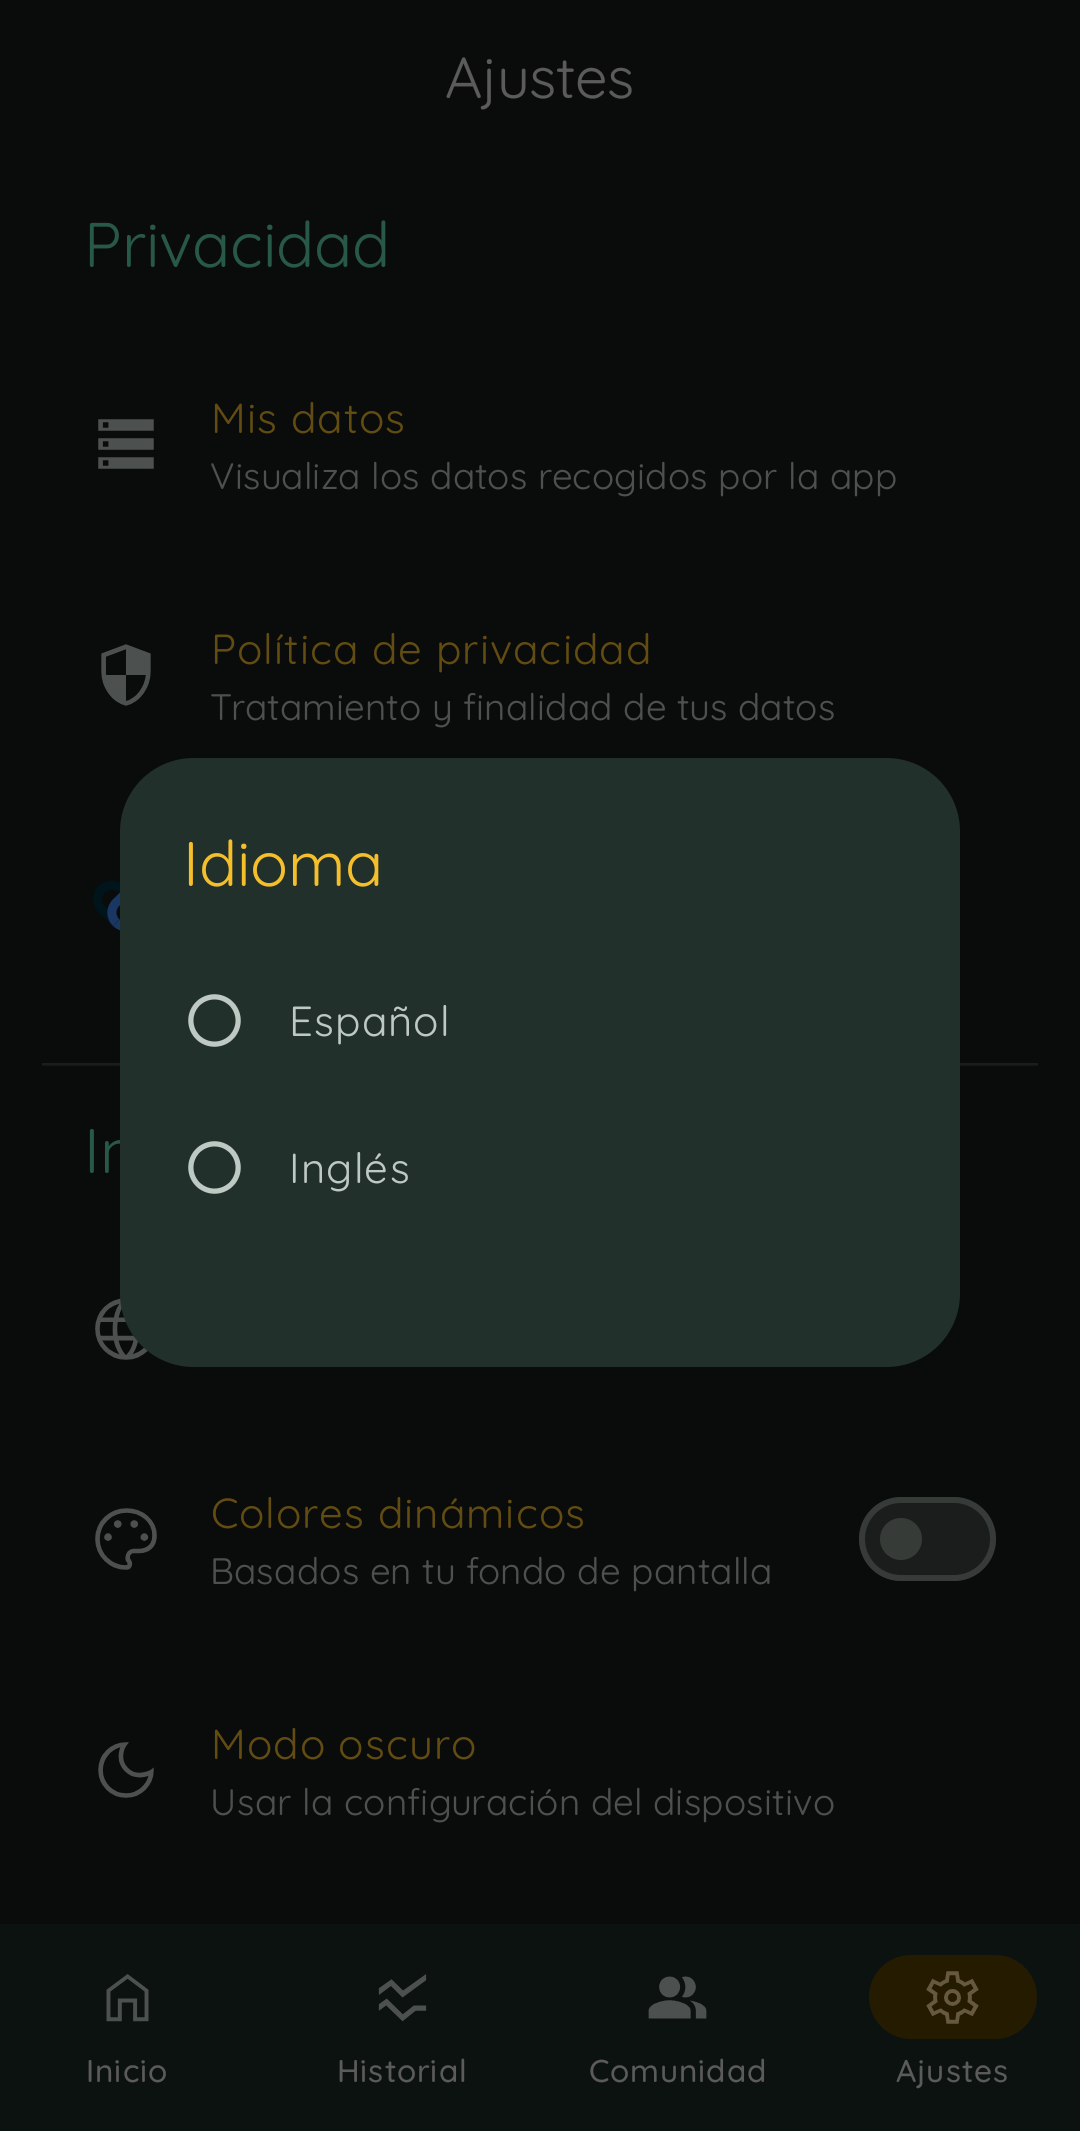 Ajustes
Privacidad
Mis datos
Visualiza los datos recogidos por la app
Política de privacidad
Tratamiento y finalidad de tus datos
Idioma
Español
Inglés
Colores dinámicos
Basados en tu fondo de pantalla
Modo oscuro
Usar la configuración del dispositivo
Inicio
Historial
Comunidad
Ajustes